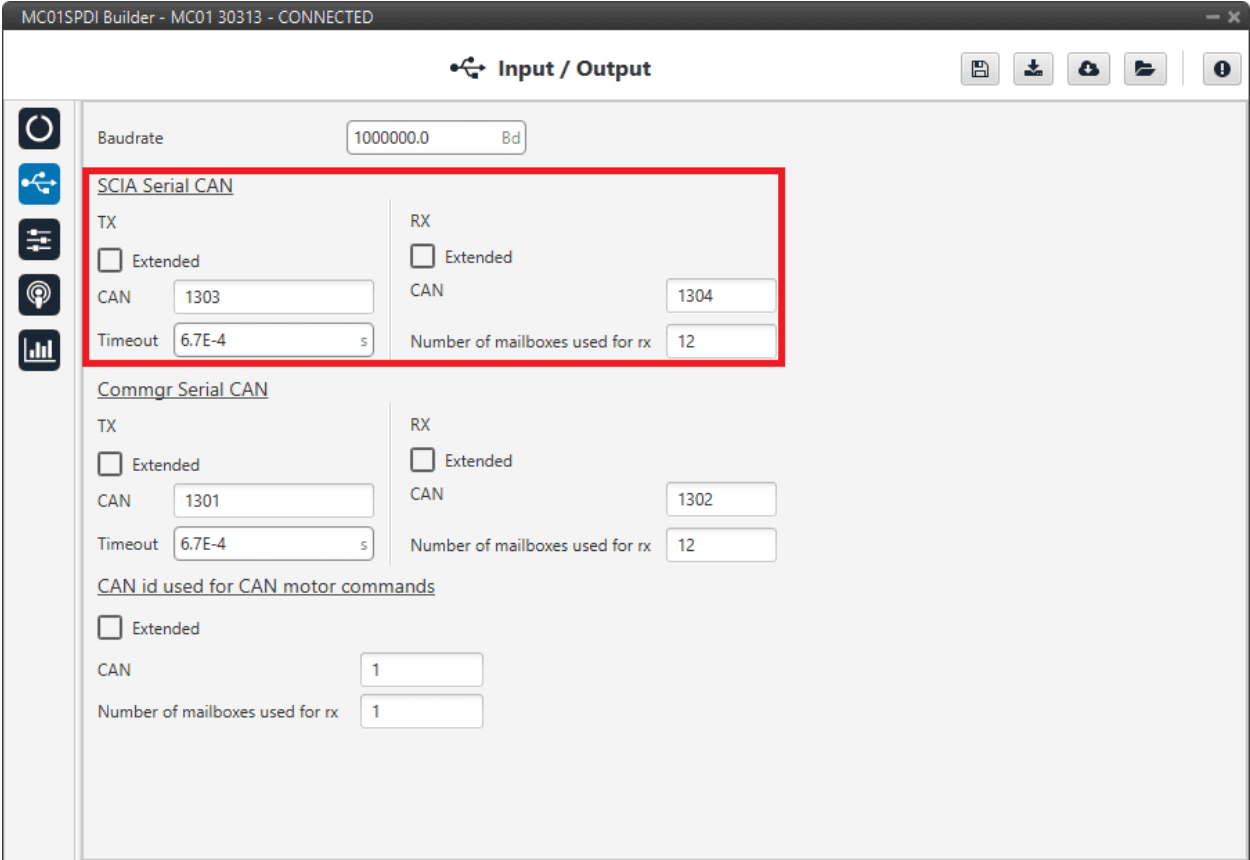 MC01SPDI Builder - MC01 30313 - CONNECTED
Input / Output
Baudrate 1000000.0 Bd
SCIA Serial CAN
TX RX
Extended Extended
CAN 1303 CAN 1304
Timeout 6.7E-4 s Number of mailboxes used for rx 12
Commgr Serial CAN
TX RX
Extended Extended
CAN 1301 CAN 1302
Timeout 6.7E-4 s Number of mailboxes used for rx 12
CAN id used for CAN motor commands
Extended
CAN 1
Number of mailboxes used for rx 1